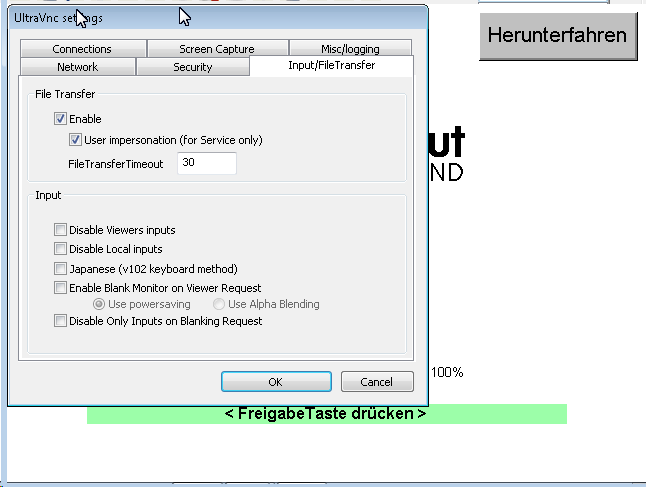 UltraVnc settings
Connections
Screen Capture
Misc/logging
Network
Security
Input/FileTransfer
File Transfer
Enable
User impersonation (for Service only)
FileTransferTimeout 30
Input
Disable Viewers inputs
Disable Local inputs
Japanese (v102 keyboard method)
Enable Blank Monitor on Viewer Request
Use powersaving
Use Alpha Blending
Disable Only Inputs on Blanking Request
OK
Cancel
Herunterfahren
ut
ND
100%
< FreigabeTaste drücken >